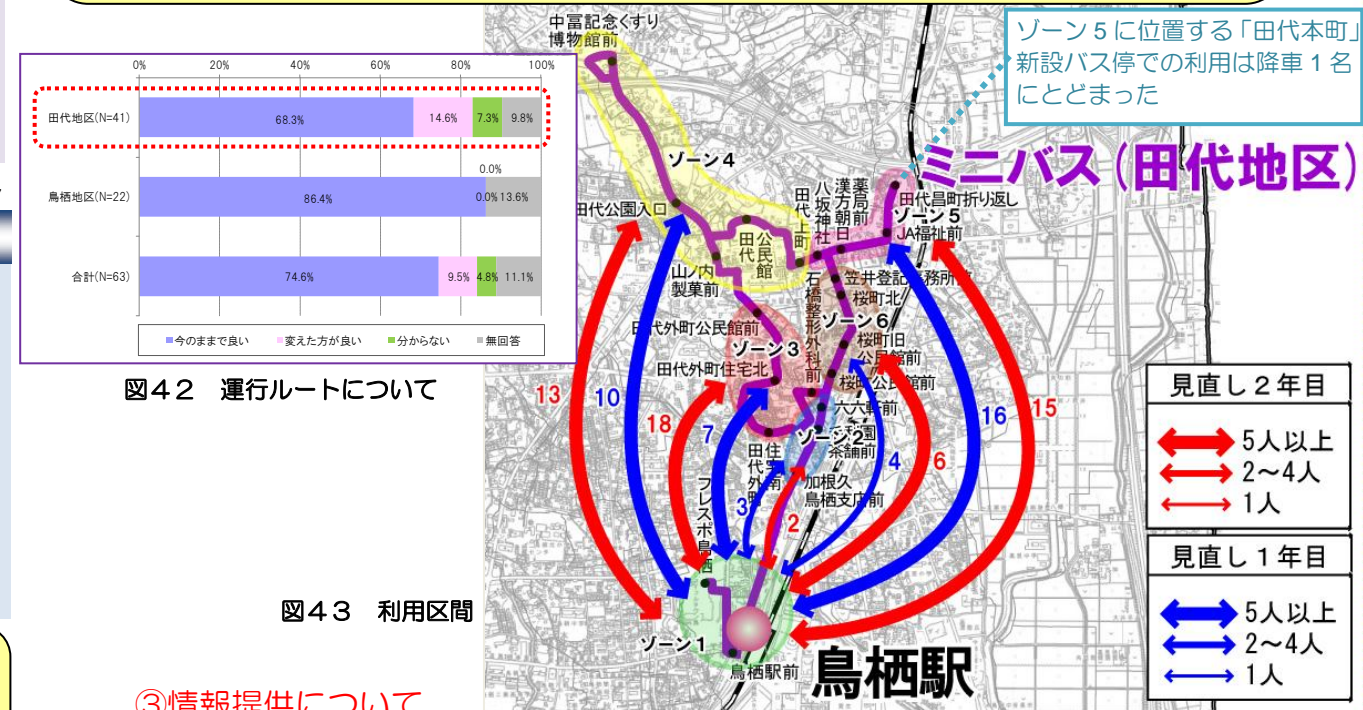 ゾーン5に位置する「田代本町」
新設バス停での利用は降車1名
にとどまった
0% 20% 40% 60% 80% 100%
田代地区(N=41) 68.3% 14.6% 7.3% 9.8%
0.0%
鳥栖地区(N=22) 86.4% 0.0% 13.6%
合計(N=63) 74.6% 9.5% 4.8% 11.1%
今のままで良い 変えた方が良い 分からない 無回答
図42 運行ルートについて
中冨記念くすり
博物館前
ゾーン4
ミニバス(田代地区)
田代公園入口
田代公民館
田代上町
八坂神社
漢方朝日薬局前
田代昌町折り返し
ゾーン5
JA福祉前
山ノ内
製菓前
石橋整形外科前
笠井登記事務所
桜町北
ゾーン6
田代外町公民館前
ゾーン3
桜町旧
公民館前
田代外町住宅北
桜町公民館前
六六軒前
ゾーン2
茶舗前
田代外町住宅南
加根久
鳥栖支店前
フレスポ鳥栖
13
10
18
7
3
2
4
6
16
15
図43 利用区間
ゾーン1
鳥栖駅前
鳥栖駅
見直し2年目
5人以上
2~4人
1人
見直し1年目
5人以上
2~4人
1人
③情報提供について